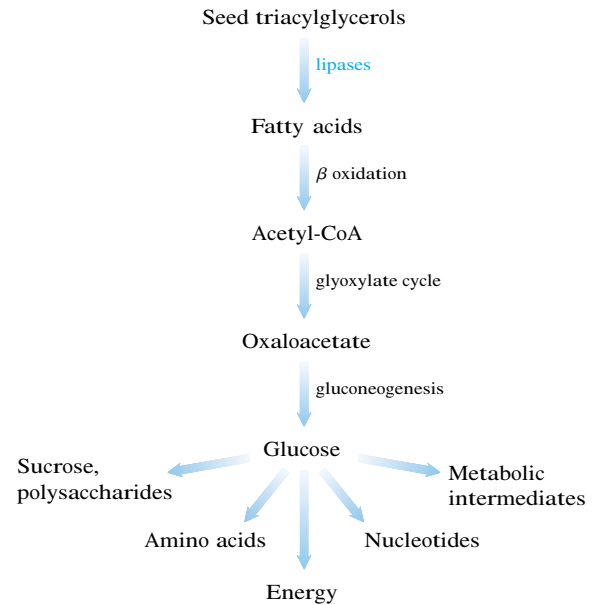 Seed triacylglycerols
lipases
Fatty acids
β oxidation
Acetyl-CoA
glyoxylate cycle
Oxaloacetate
gluconeogenesis
Glucose
Sucrose,
polysaccharides
Metabolic
intermediates
Amino acids
Nucleotides
Energy